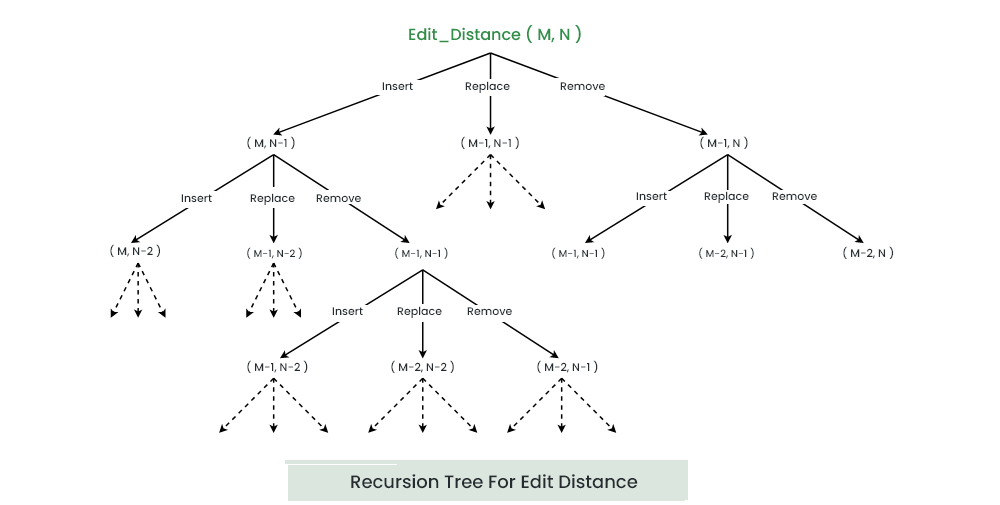 Edit_Distance ( M, N )
Insert Replace Remove
( M, N-1 ) ( M-1, N-1 ) ( M-1, N )
Insert Replace Remove Insert Replace Remove
( M, N-2 ) ( M-1, N-2 ) ( M-1, N-1 ) ( M-1, N-1 ) ( M-2, N-1 ) ( M-2, N )
Insert Replace Remove
( M-1, N-2 ) ( M-2, N-2 ) ( M-2, N-1 )
Recursion Tree For Edit Distance